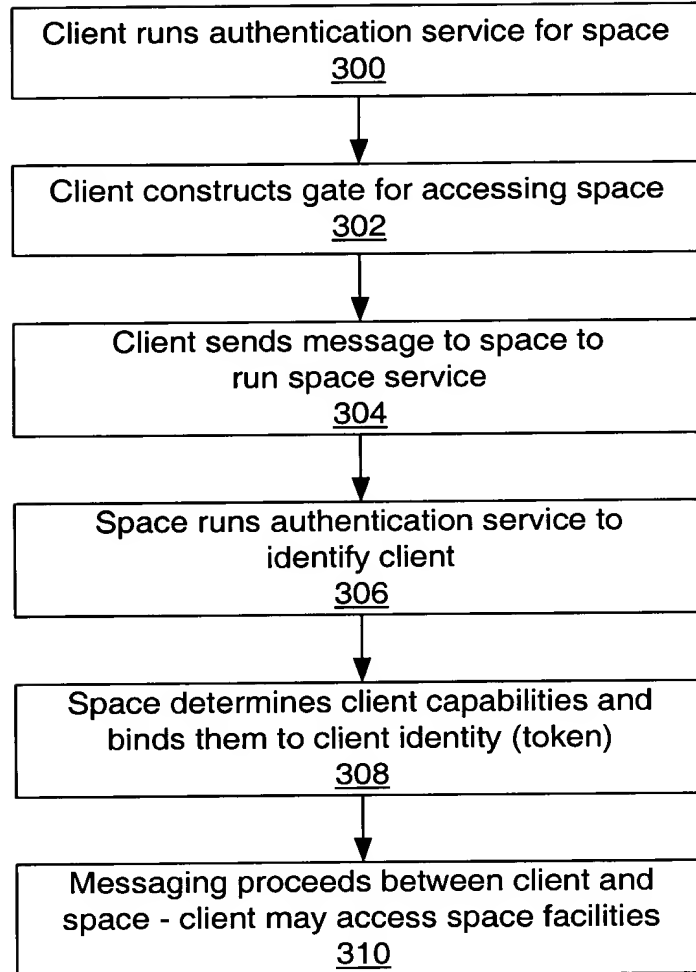 Client runs authentication service for space
300
Client constructs gate for accessing space
302
Client sends message to space to
run space service
304
Space runs authentication service to
identify client
306
Space determines client capabilities and
binds them to client identity (token)
308
Messaging proceeds between client and
space - client may access space facilities
310